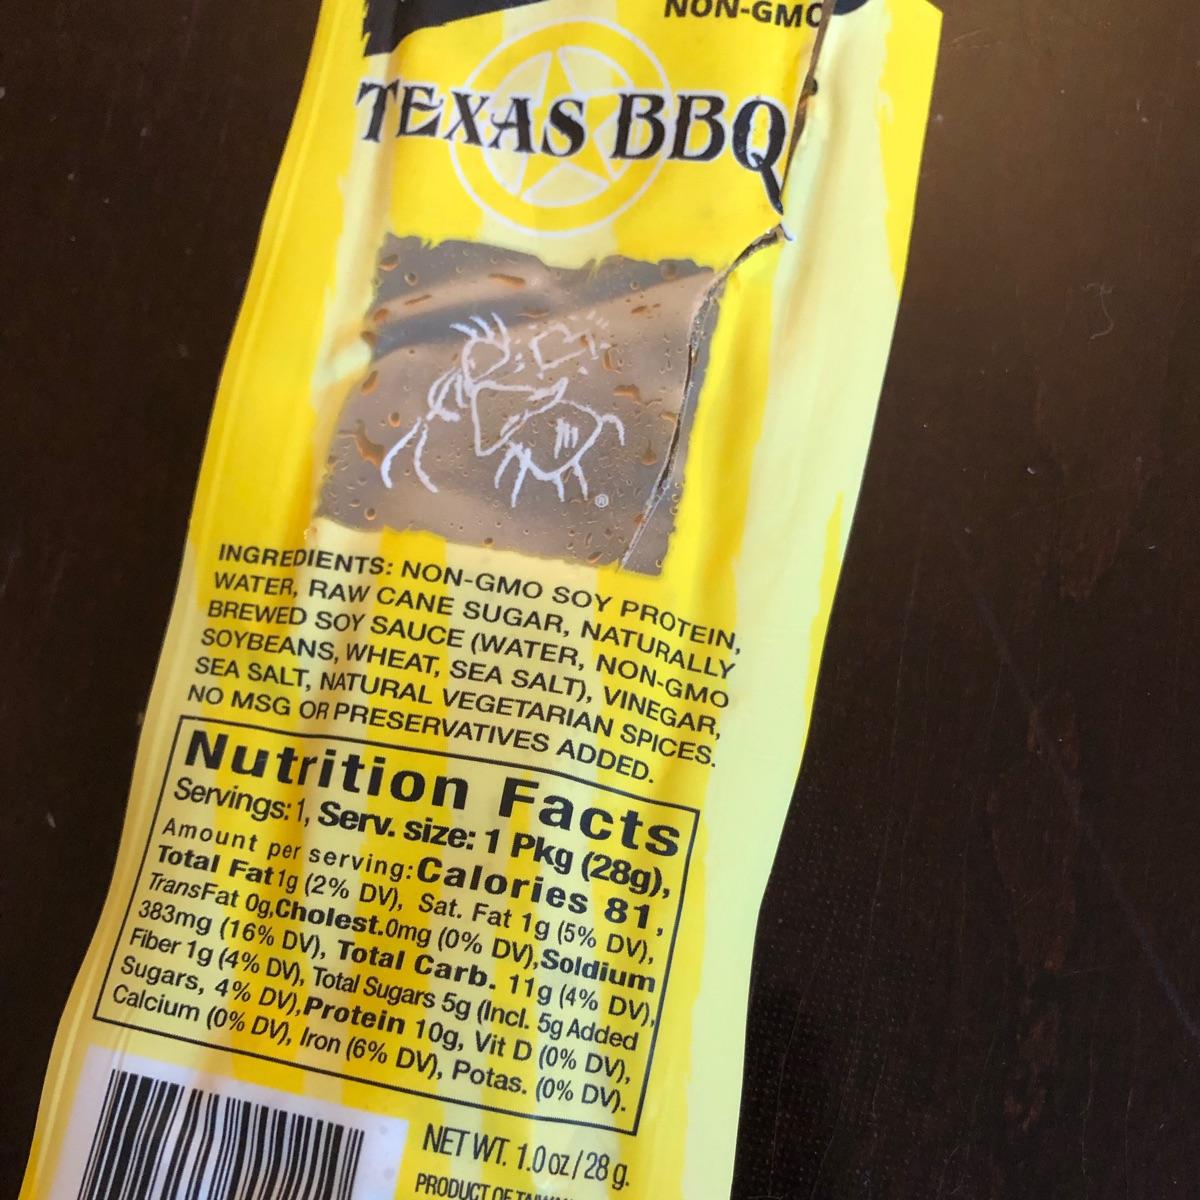 NON-GMO
TEXAS BBQ
®
INGREDIENTS: NON-GMO SOY PROTEIN,
WATER, RAW CANE SUGAR, NATURALLY
BREWED SOY SAUCE (WATER, NON-GMO
SOYBEANS, WHEAT, SEA SALT), VINEGAR,
SEA SALT, NATURAL VEGETARIAN SPICES.
NO MSG OR PRESERVATIVES ADDED.
Nutrition Facts
Servings: 1, Serv. size: 1 Pkg (28g),
Amount per serving: Calories 81,
Total Fat 1g (2% DV), Sat. Fat 1g (5% DV),
TransFat 0g, Cholest. 0mg (0% DV), Soldium
383mg (16% DV), Total Carb. 11g (4% DV),
Fiber 1g (4% DV), Total Sugars 5g (Incl. 5g Added
Sugars, 4% DV), Protein 10g, Vit D (0% DV),
Calcium (0% DV), Iron (6% DV), Potas. (0% DV).
NET WT. 1.0 oz / 28 g.
PRODUCT OF